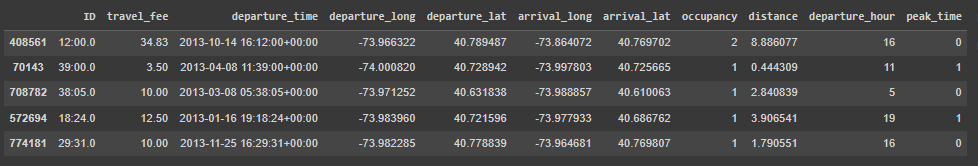 ID travel_fee departure_time departure_long departure_lat arrival_long arrival_lat occupancy distance departure_hour peak_time
408561 12:00.0 34.83 2013-10-14 16:12:00+00:00 -73.966322 40.789487 -73.864072 40.769702 2 8.886077 16 0
70143 39:00.0 3.50 2013-04-08 11:39:00+00:00 -74.000820 40.728942 -73.997803 40.725665 1 0.444309 11 1
708782 38:05.0 10.00 2013-03-08 05:38:05+00:00 -73.971252 40.631838 -73.988857 40.610063 1 2.840839 5 0
572694 18:24.0 12.50 2013-01-16 19:18:24+00:00 -73.983960 40.721596 -73.977933 40.686762 1 3.906541 19 1
774181 29:31.0 10.00 2013-11-25 16:29:31+00:00 -73.982285 40.778839 -73.964681 40.769807 1 1.790551 16 0